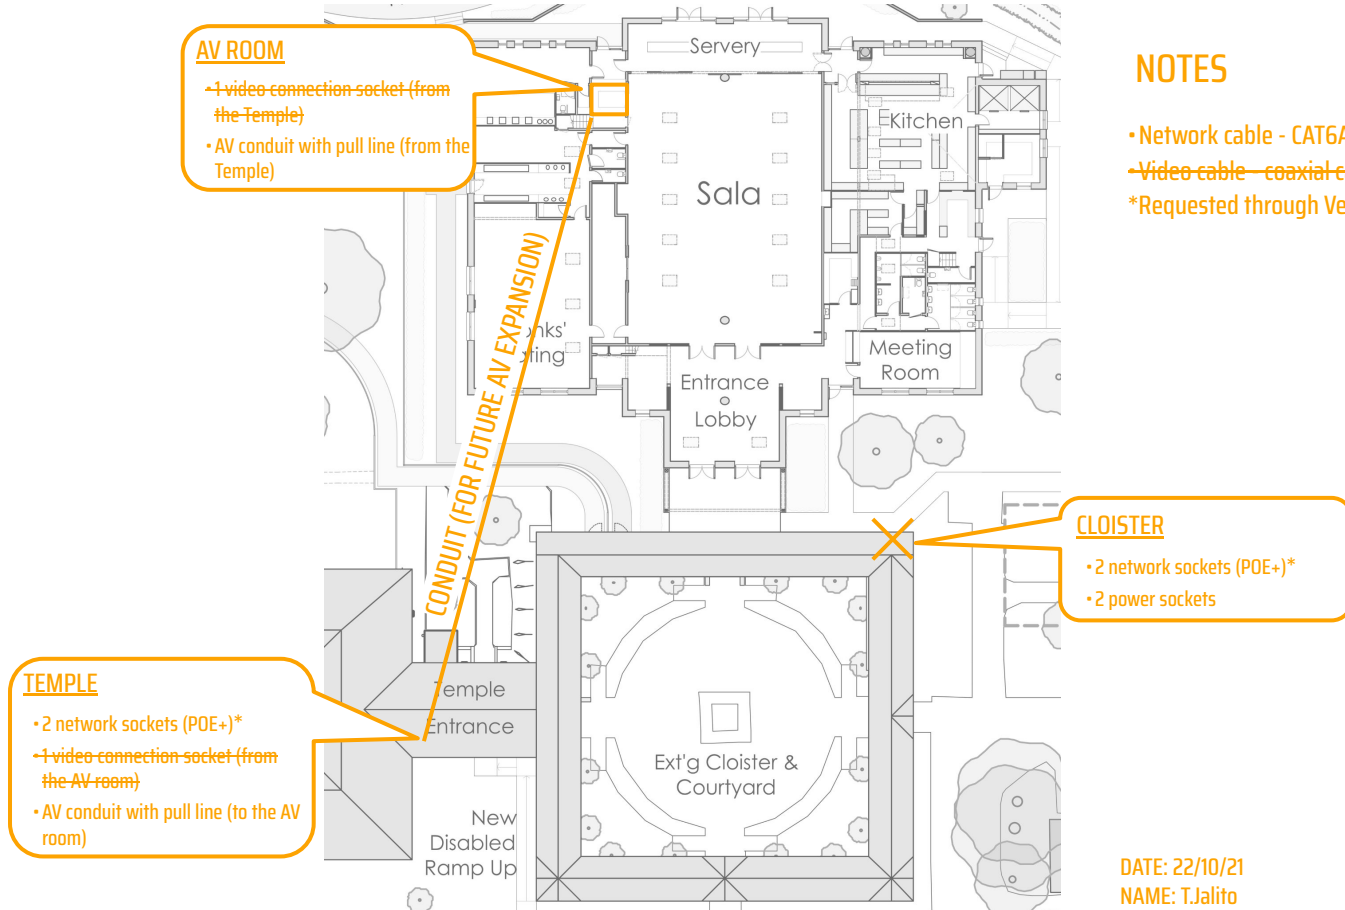 AV ROOM
• 1 video connection socket (from
the Temple)
• AV conduit with pull line (from the
Temple)
NOTES
• Network cable - CAT6A
• Video cable - coaxial
*Requested through
Servery
Kitchen
Sala
Meeting
Room
Entrance
Lobby
CONDUIT (FOR FUTURE AV EXPANSION)
CLOISTER
• 2 network sockets (POE+)*
• 2 power sockets
TEMPLE
• 2 network sockets (POE+)*
• 1 video connection socket (from
the AV room)
• AV conduit with pull line (to the AV
room)
Temple
Entrance
Ext'g Cloister &
Courtyard
New
Disabled
Ramp Up
DATE: 22/10/21
NAME: T.Jalito